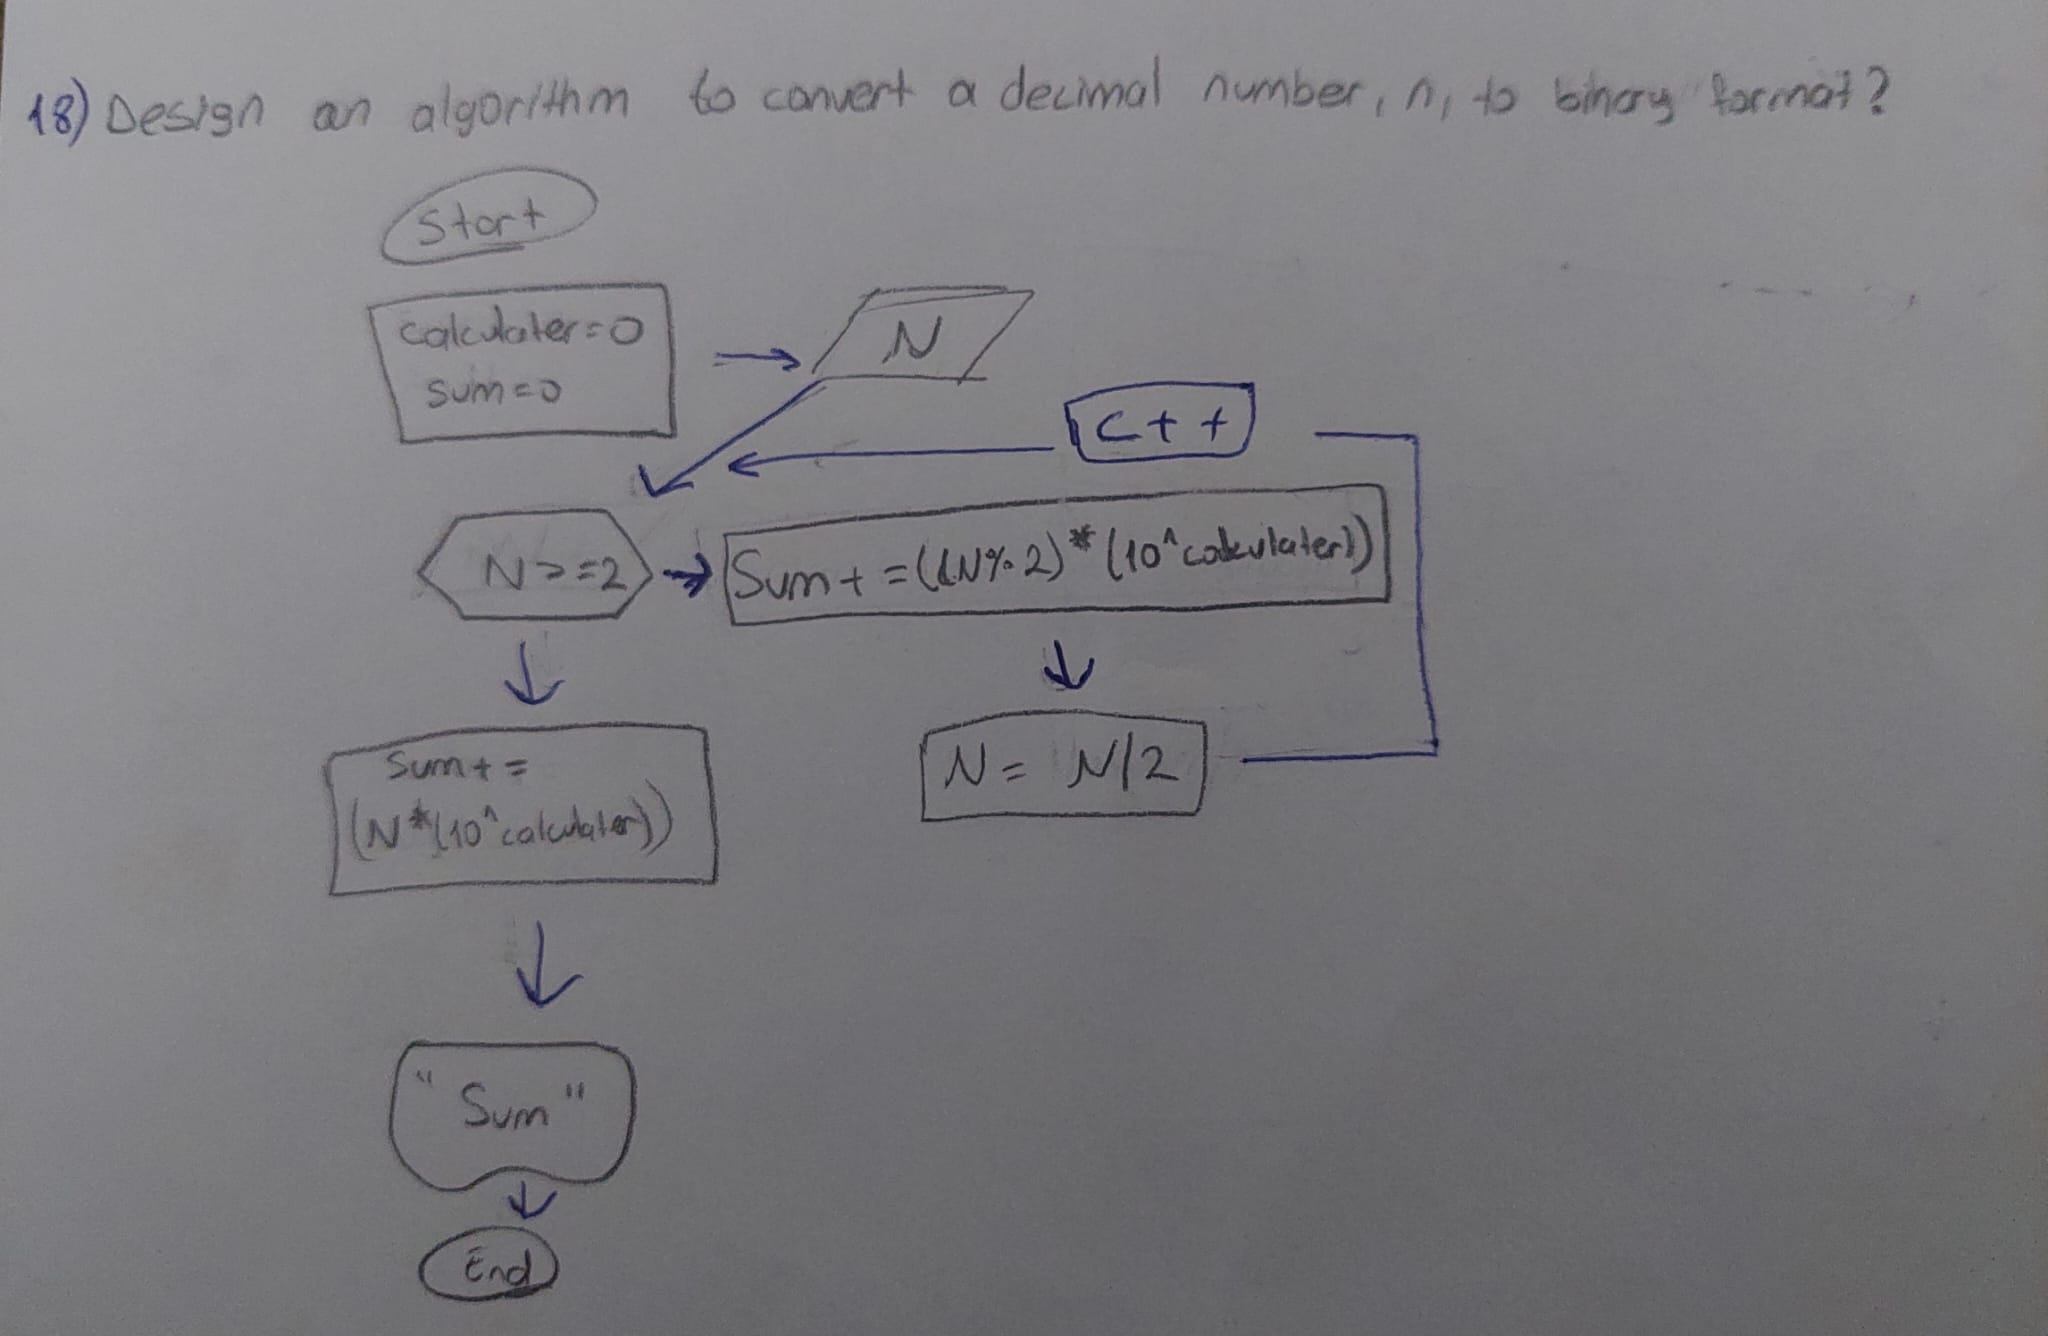 18) Design an algorithm to convert a decimal number, n, to binary format?
Start
calculater=0
sum=0
N
C++
N>=2
Sum+=((N%2)*(10^calculater))
Sum+=
(N*(10^calculater))
N= N/2
"Sum"
End